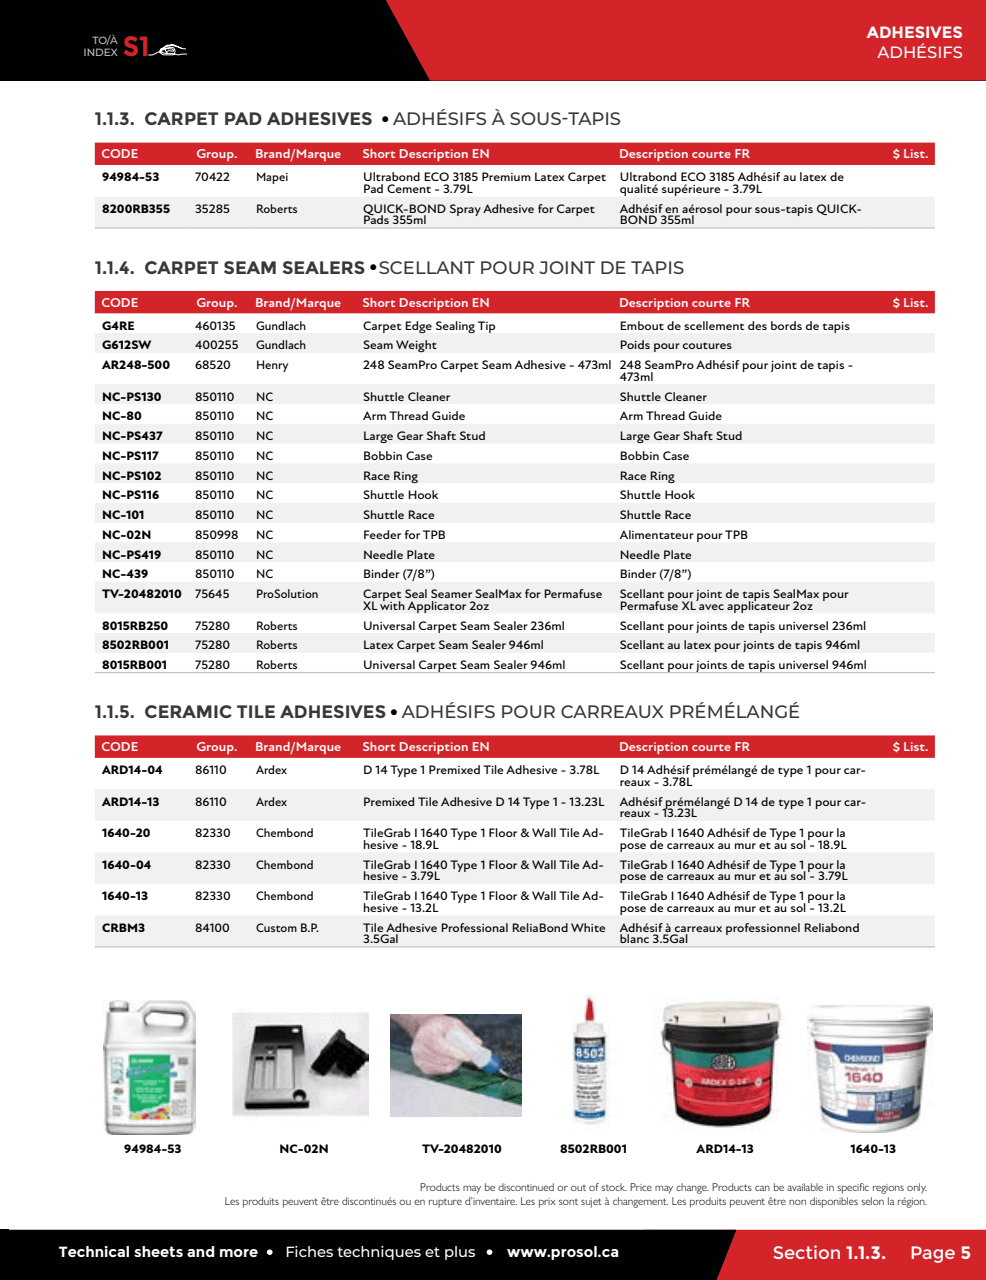 TO/À
INDEX S1
ADHESIVES
ADHÉSIFS
1.1.3. CARPET PAD ADHESIVES • ADHÉSIFS À SOUS-TAPIS
CODE Group. Brand/Marque Short Description EN Description courte FR $ List.
94984-53 70422 Mapei Ultrabond ECO 3185 Premium Latex Carpet Ultrabond ECO 3185 Adhésif au latex de
Pad Cement - 3.79L qualité supérieure - 3.79L
8200RB355 35285 Roberts QUICK-BOND Spray Adhesive for Carpet Adhésif en aérosol pour sous-tapis QUICK-
Pads 355ml BOND 355ml
1.1.4. CARPET SEAM SEALERS • SCELLANT POUR JOINT DE TAPIS
CODE Group. Brand/Marque Short Description EN Description courte FR $ List.
G4RE 460135 Gundlach Carpet Edge Sealing Tip Embout de scellement des bords de tapis
G612SW 400255 Gundlach Seam Weight Poids pour coutures
AR248-500 68520 Henry 248 SeamPro Carpet Seam Adhesive - 473ml 248 SeamPro Adhésif pour joint de tapis -
473ml
NC-PS130 850110 NC Shuttle Cleaner Shuttle Cleaner
NC-80 850110 NC Arm Thread Guide Arm Thread Guide
NC-PS437 850110 NC Large Gear Shaft Stud Large Gear Shaft Stud
NC-PS117 850110 NC Bobbin Case Bobbin Case
NC-PS102 850110 NC Race Ring Race Ring
NC-PS116 850110 NC Shuttle Hook Shuttle Hook
NC-101 850110 NC Shuttle Race Shuttle Race
NC-02N 850998 NC Feeder for TPB Alimentateur pour TPB
NC-PS419 850110 NC Needle Plate Needle Plate
NC-439 850110 NC Binder (7/8”) Binder (7/8”)
TV-20482010 75645 ProSolution Carpet Seal Seamer SealMax for Permafuse Scellant pour joint de tapis SealMax pour
XL with Applicator 2oz Permafuse XL avec applicateur 2oz
8015RB250 75280 Roberts Universal Carpet Seam Sealer 236ml Scellant pour joints de tapis universel 236ml
8502RB001 75280 Roberts Latex Carpet Seam Sealer 946ml Scellant au latex pour joints de tapis 946ml
8015RB001 75280 Roberts Universal Carpet Seam Sealer 946ml Scellant pour joints de tapis universel 946ml
1.1.5. CERAMIC TILE ADHESIVES • ADHÉSIFS POUR CARREAUX PRÉMÉLANGÉ
CODE Group. Brand/Marque Short Description EN Description courte FR $ List.
ARD14-04 86110 Ardex D 14 Type 1 Premixed Tile Adhesive - 3.78L D 14 Adhésif prémélangé de type 1 pour car-
reaux - 3.78L
ARD14-13 86110 Ardex Premixed Tile Adhesive D 14 Type 1 - 13.23L Adhésif prémélangé D 14 de type 1 pour car-
reaux - 13.23L
1640-20 82330 Chembond TileGrab I 1640 Type 1 Floor & Wall Tile Ad- TileGrab I 1640 Adhésif de Type 1 pour la
hesive - 18.9L pose de carreaux au mur et au sol - 18.9L
1640-04 82330 Chembond TileGrab I 1640 Type 1 Floor & Wall Tile Ad- TileGrab I 1640 Adhésif de Type 1 pour la
hesive - 3.79L pose de carreaux au mur et au sol - 3.79L
1640-13 82330 Chembond TileGrab I 1640 Type 1 Floor & Wall Tile Ad- TileGrab I 1640 Adhésif de Type 1 pour la
hesive - 13.2L pose de carreaux au mur et au sol - 13.2L
CRBM3 84100 Custom B.P. Tile Adhesive Professional ReliaBond White Adhésif à carreaux professionnel Reliabond
3.5Gal blanc 3.5Gal
8502
ARDEX D 14
CHEMBOND
1640
94984-53 NC-02N TV-20482010 8502RB001 ARD14-13 1640-13
Products may be discontinued or out of stock. Price may change. Products can be available in specific regions only.
Les produits peuvent être discontinués ou en rupture d'inventaire. Les prix sont sujet à changement. Les produits peuvent être non disponibles selon la région.
Technical sheets and more • Fiches techniques et plus • www.prosol.ca
Section 1.1.3. Page 5